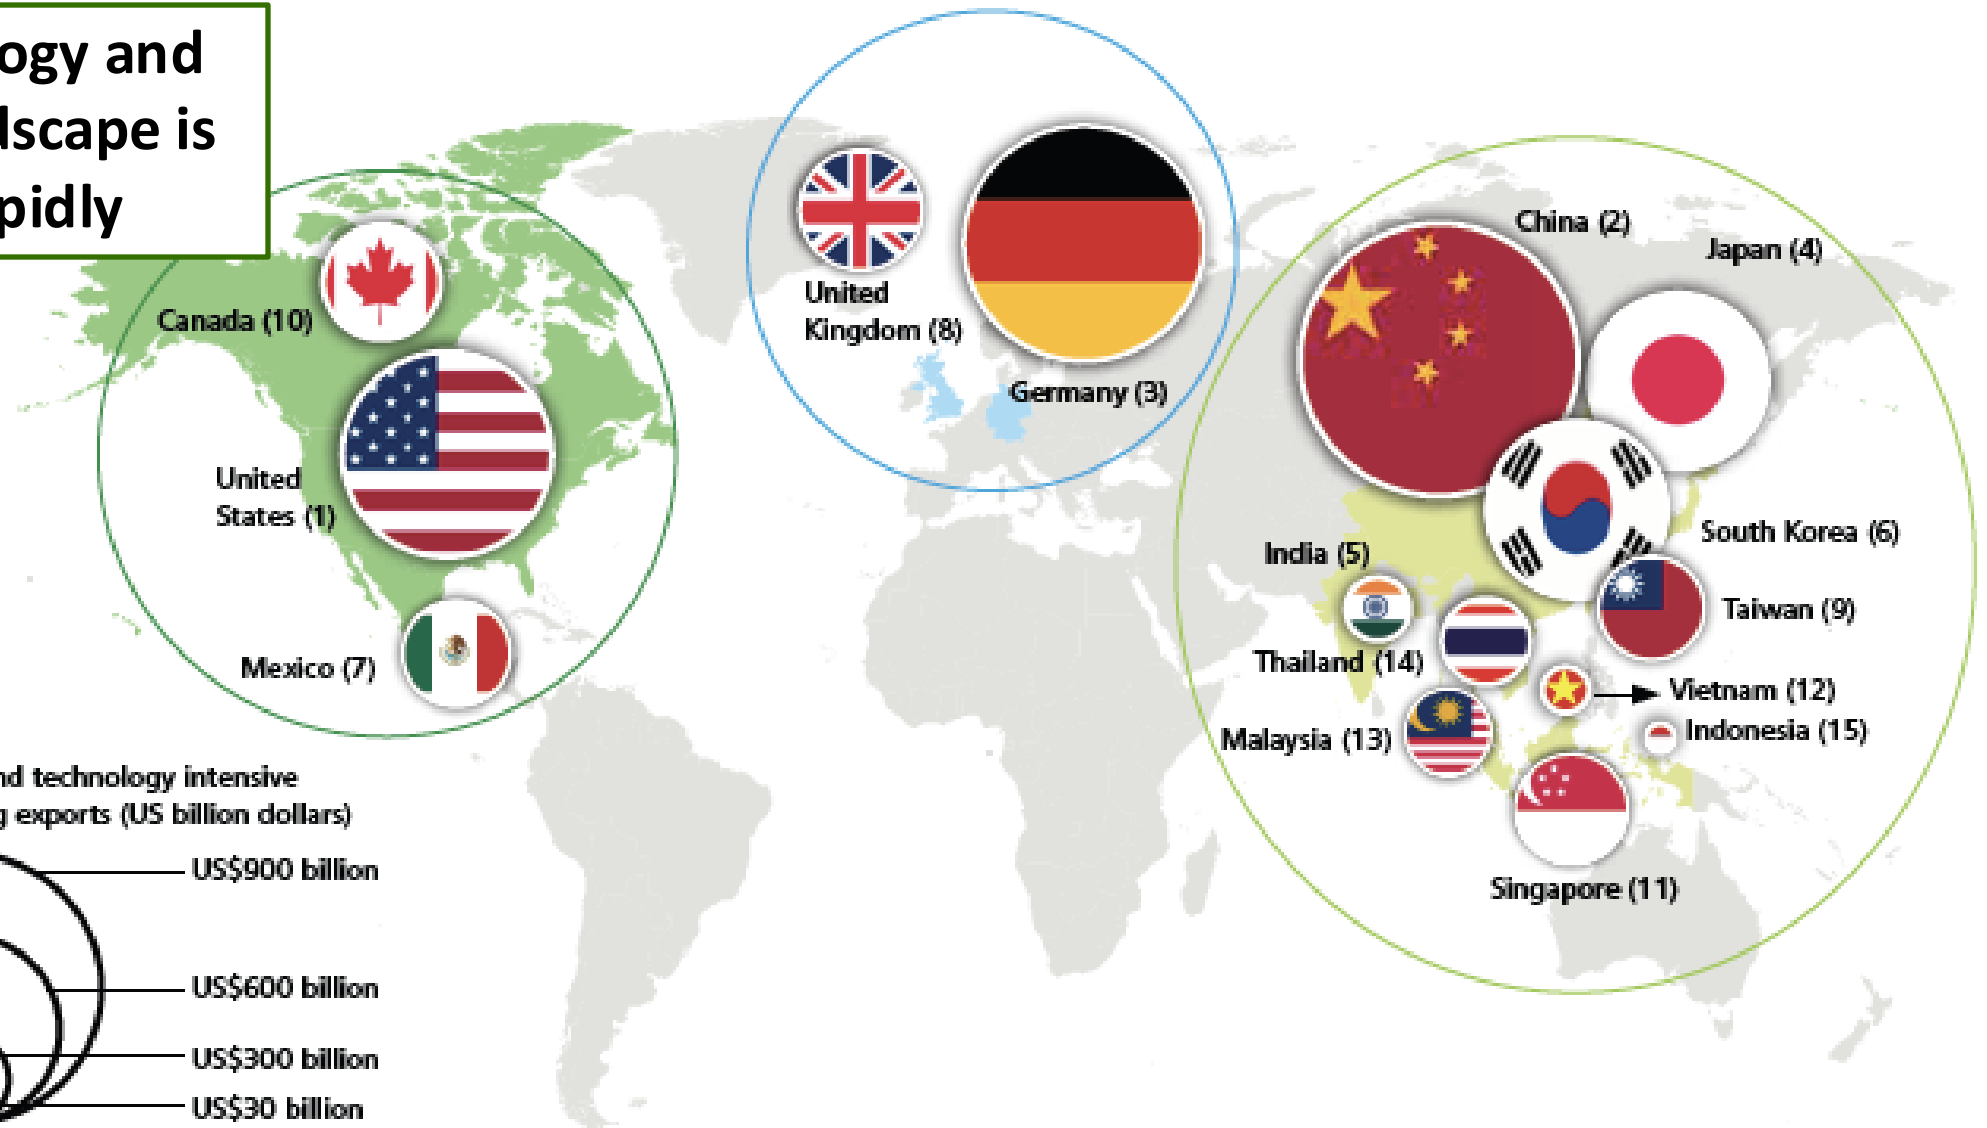 ogy and
dscape is
pidly
Canada (10)
United
States (1)
Mexico (7)
United
Kingdom (8)
Germany (3)
China (2)
Japan (4)
India (5)
South Korea (6)
Taiwan (9)
Thailand (14)
Vietnam (12)
Indonesia (15)
Malaysia (13)
Singapore (11)
nd technology intensive
g exports (US billion dollars)
US$900 billion
US$600 billion
US$300 billion
US$30 billion